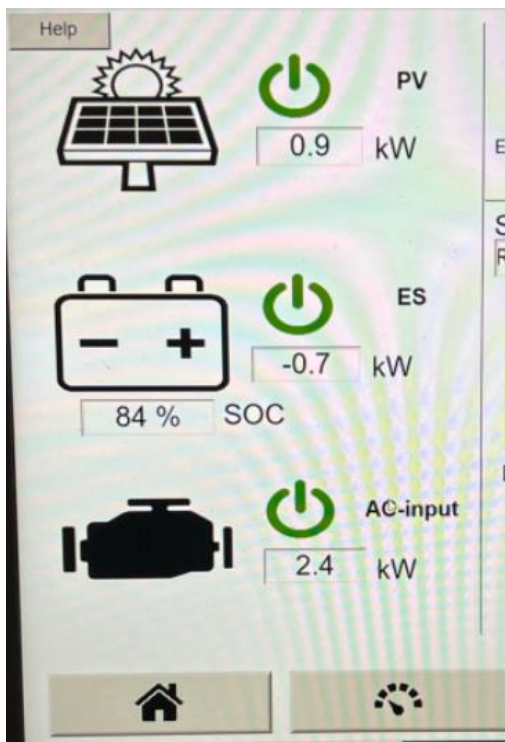 Help
PV
0.9 kW
E
S
R
ES
-0.7 kW
84 % SOC
AC-input
2.4 kW